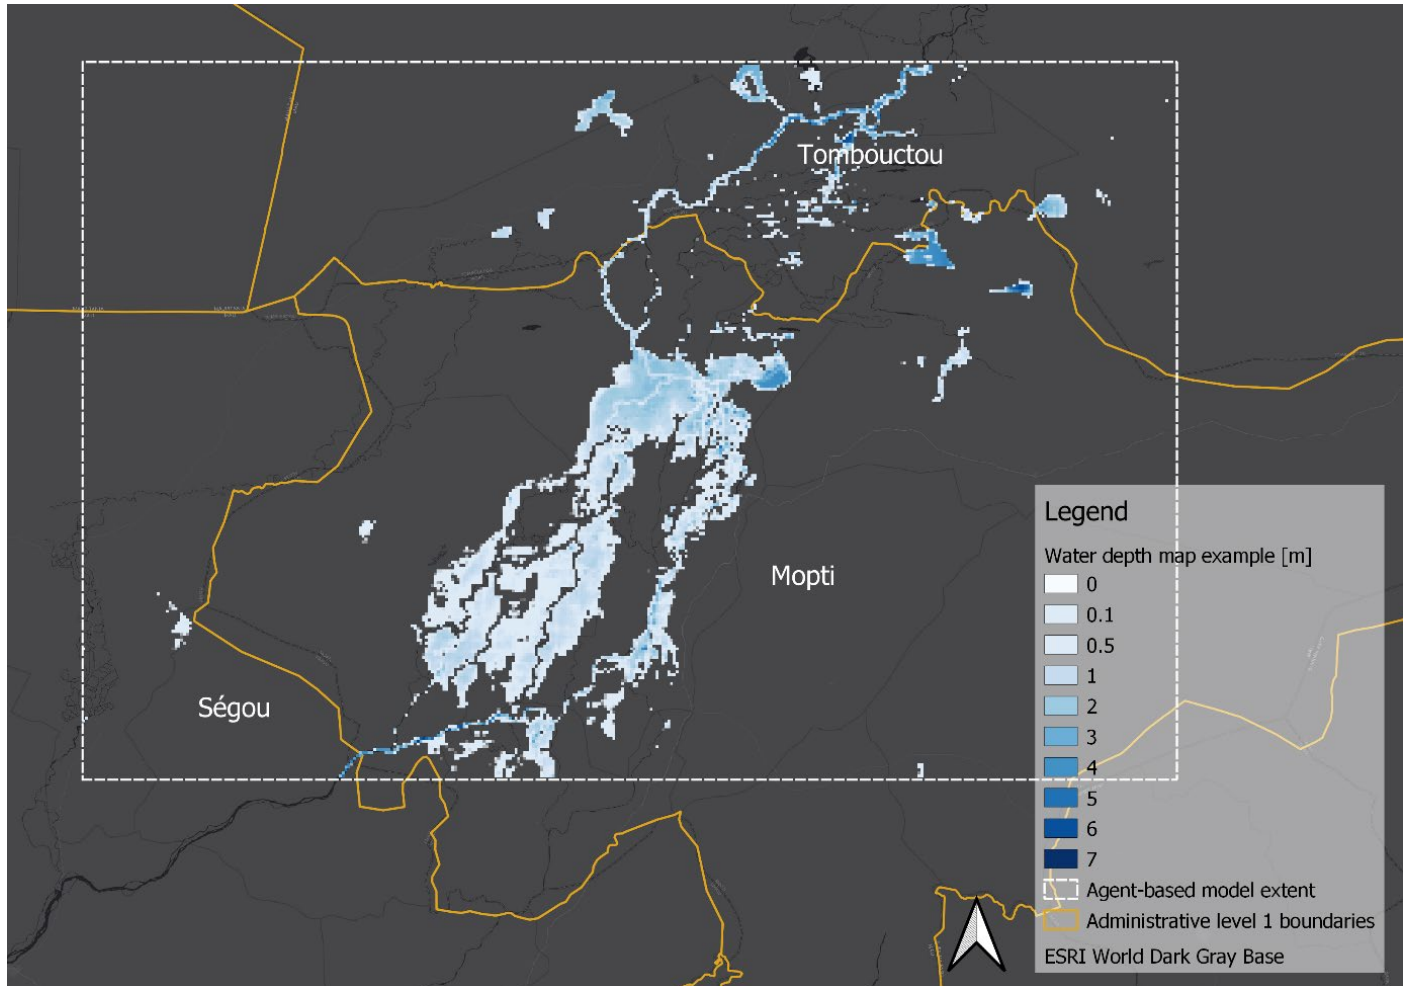 Tombouctou
Mopti
Ségou
Legend
Water depth map example [m]
0
0.1
0.5
1
2
3
4
5
6
7
Agent-based model extent
Administrative level 1 boundaries
ESRI World Dark Gray Base